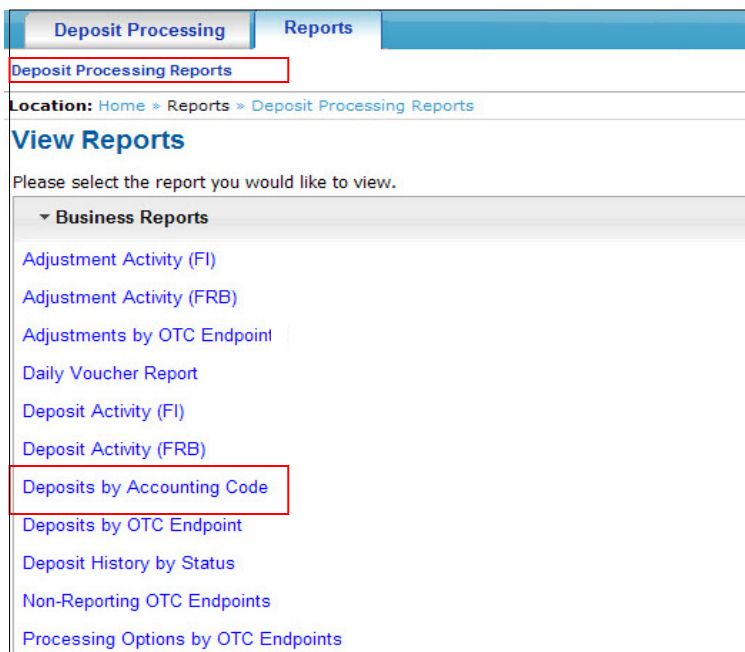 Deposit Processing Reports
Deposit Processing Reports
Location: Home » Reports » Deposit Processing Reports
View Reports
Please select the report you would like to view.
Business Reports
Adjustment Activity (FI)
Adjustment Activity (FRB)
Adjustments by OTC Endpoint
Daily Voucher Report
Deposit Activity (FI)
Deposit Activity (FRB)
Deposits by Accounting Code
Deposits by OTC Endpoint
Deposit History by Status
Non-Reporting OTC Endpoints
Processing Options by OTC Endpoints